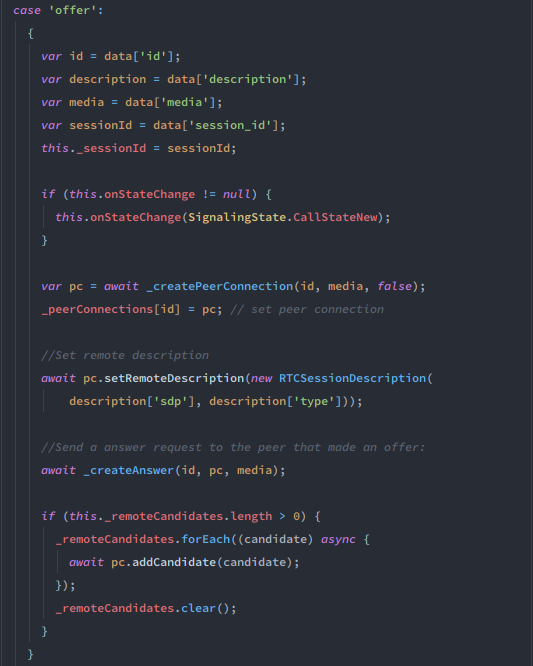 case 'offer':
{
var id = data['id'];
var description = data['description'];
var media = data['media'];
var sessionId = data['session_id'];
this._sessionId = sessionId;
if (this.onStateChange != null) {
this.onStateChange(SignalingState.CallStateNew);
}
var pc = await _createPeerConnection(id, media, false);
_peerConnections[id] = pc; // set peer connection
//Set remote description
await pc.setRemoteDescription(new RTCSessionDescription(
description['sdp'], description['type']));
//Send a answer request to the peer that made an offer:
await _createAnswer(id, pc, media);
if (this._remoteCandidates.length > 0) {
_remoteCandidates.forEach((candidate) async {
await pc.addCandidate(candidate);
});
_remoteCandidates.clear();
}
}